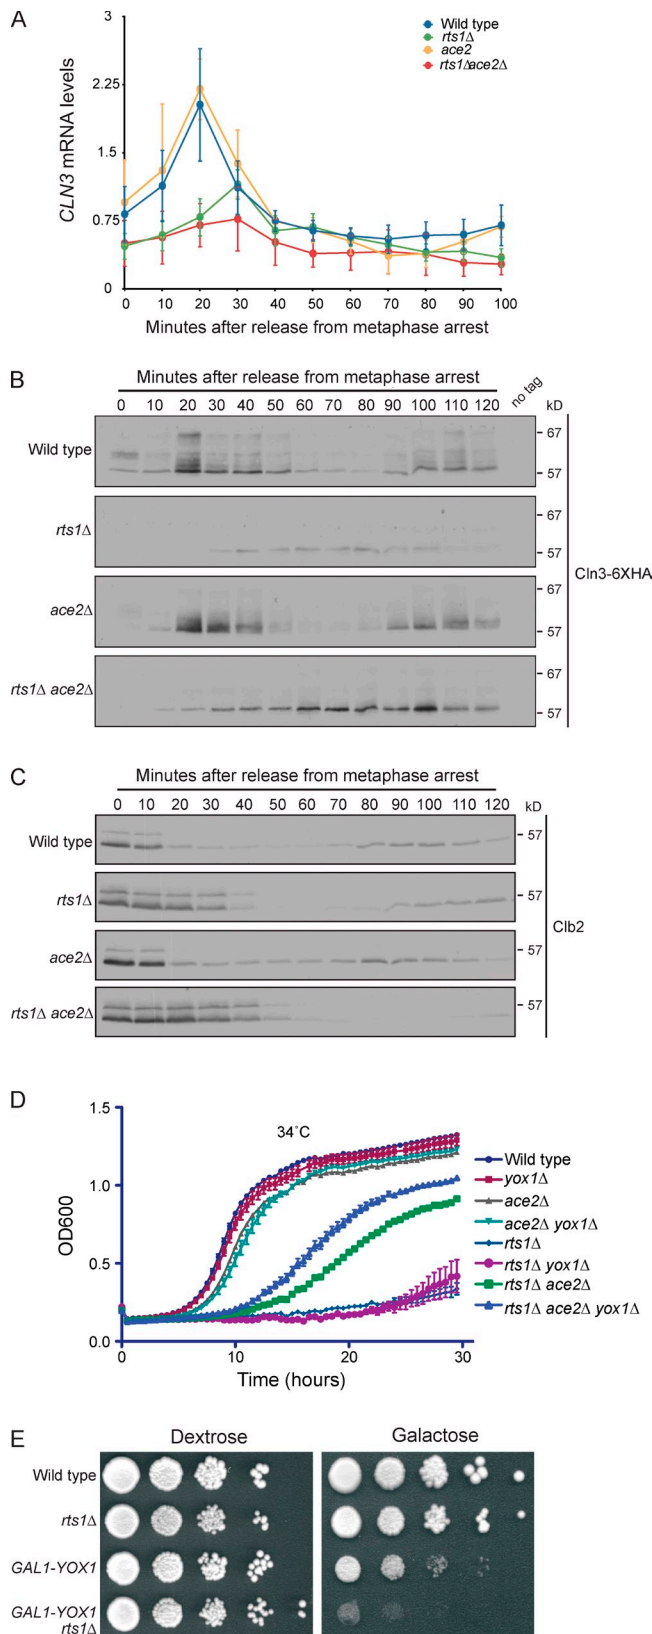 A
3
2.25
1.5
0.75
0
CLN3 mRNA levels
Wild type
rts1Δ
ace2
rts1Δace2Δ
0 10 20 30 40 50 60 70 80 90 100
Minutes after release from metaphase arrest
B
Minutes after release from metaphase arrest
0 10 20 30 40 50 60 70 80 90 100 110 120 no tag kD
Wild type
67
57
rts1Δ
67
57
ace2Δ
67
57
rts1Δ ace2Δ
67
57
Cln3-6XHA
C
Minutes after release from metaphase arrest
0 10 20 30 40 50 60 70 80 90 100 110 120 kD
Wild type
57
rts1Δ
57
ace2Δ
57
rts1Δ ace2Δ
57
Clb2
D
1.5
1.0
0.5
0.0
OD600
34˚C
Wild type
yox1Δ
ace2Δ
ace2Δ yox1Δ
rts1Δ
rts1Δ yox1Δ
rts1Δ ace2Δ
rts1Δ ace2Δ yox1Δ
0 10 20 30
Time (hours)
E
Dextrose Galactose
Wild type
rts1Δ
GAL1-YOX1
GAL1-YOX1
rts1Δ